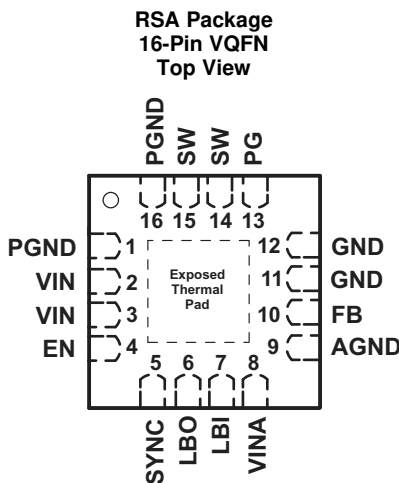 RSA Package
16-Pin VQFN
Top View
PGND
SW
SW
PG
16 15 14 13
PGND 1
VIN 2
VIN 3
EN 4
Exposed
Thermal
Pad
12 GND
11 GND
10 FB
9 AGND
5 6 7 8
SYNC
LBO
LBI
VINA